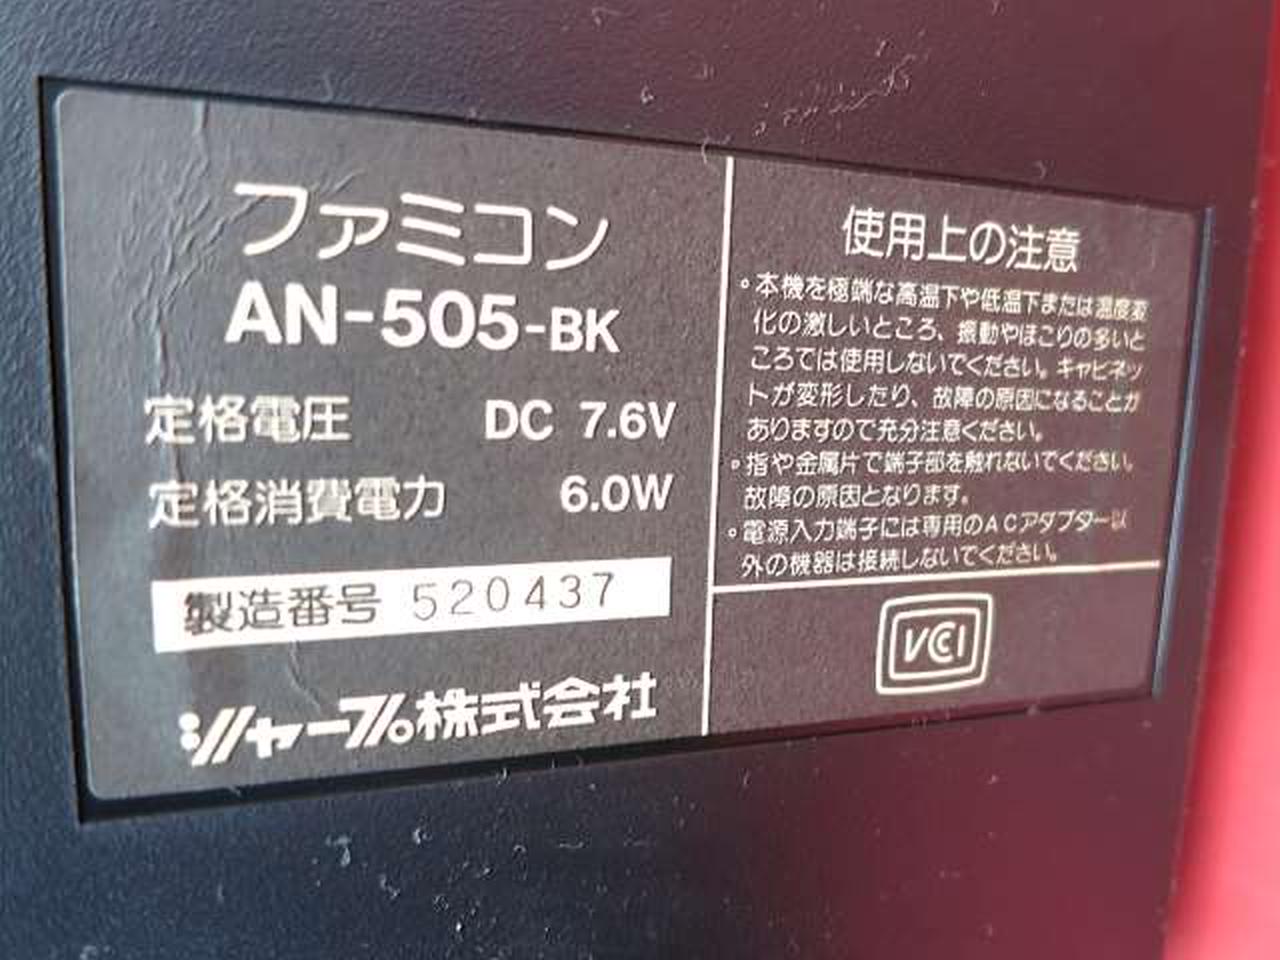 ファミコン
AN-505-BK
定格電圧 DC 7.6V
定格消費電力 6.0W
製造番号 520437
シャープ株式会社
使用上の注意
。本機を極端な高温下や低温下または温度変
化の激しいところ、振動やほこりの多いと
ころでは使用しないでください。キャビネッ
トが変形したり、故障の原因になることが
ありますので充分注意ください。
。指や金属片で端子部を触れないでください。
故障の原因となります。
。電源入力端子には専用のACアダプター以
外の機器は接続しないでください。
VCCI